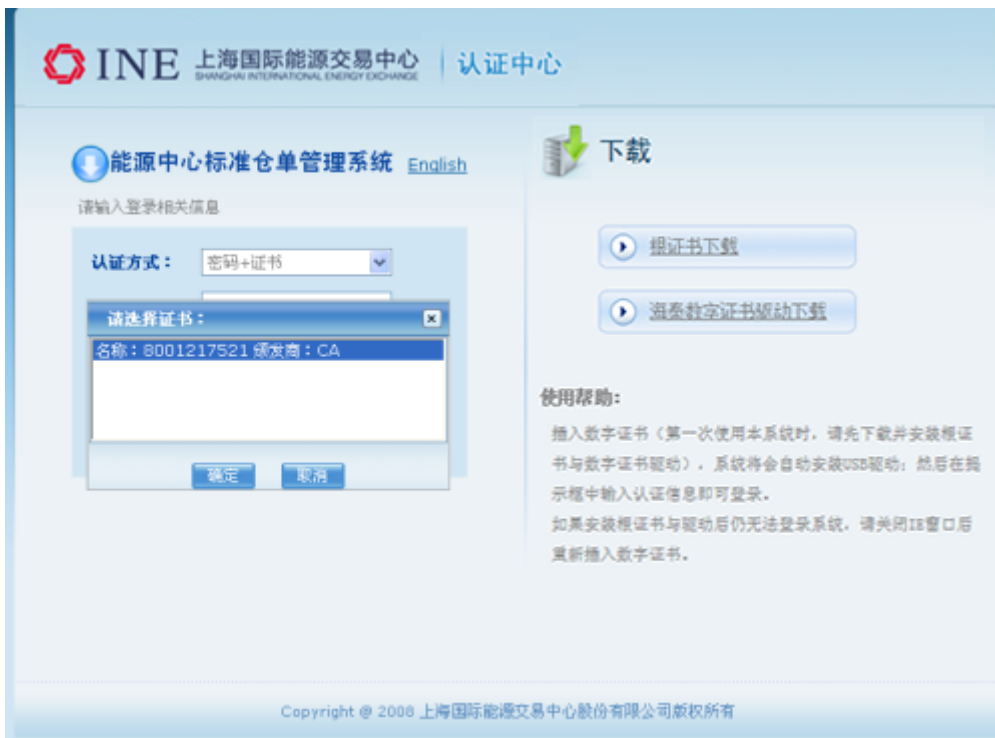 INE 上海国际能源交易中心 认证中心
SHANGHAI INTERNATIONAL ENERGY EXCHANGE
能源中心标准仓单管理系统 English
请输入登录相关信息
认证方式： 密码+证书
请选择证书：
名称：8001217521 颁发商：CA
确定 取消
下载
根证书下载
海泰数字证书驱动下载
使用帮助:
插入数字证书（第一次使用本系统时，请先下载并安装根证
书与数字证书驱动），系统将会自动安装USB驱动；然后在提
示框中输入认证信息即可登录。
如果安装根证书与驱动后仍无法登录系统，请关闭IE窗口后
重新插入数字证书。
Copyright @ 2008 上海国际能源交易中心股份有限公司版权所有